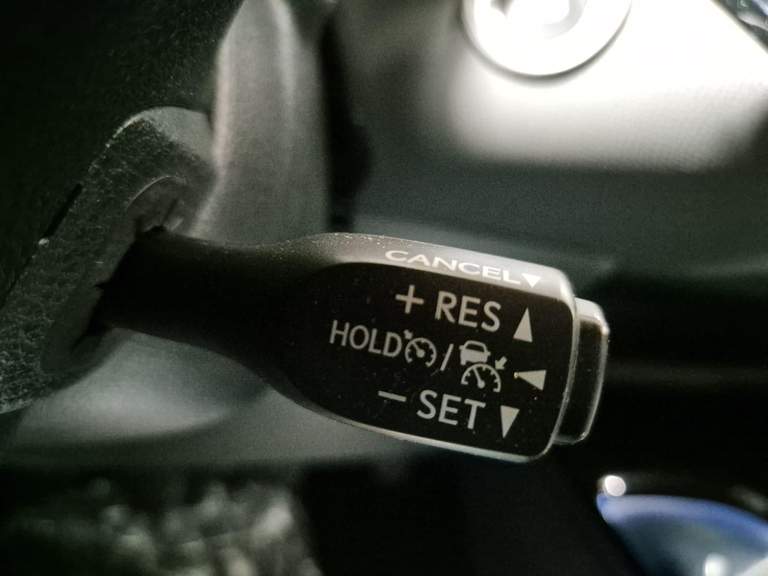 CANCEL▼
+ RES ▲
HOLD / ◀
− SET ▼